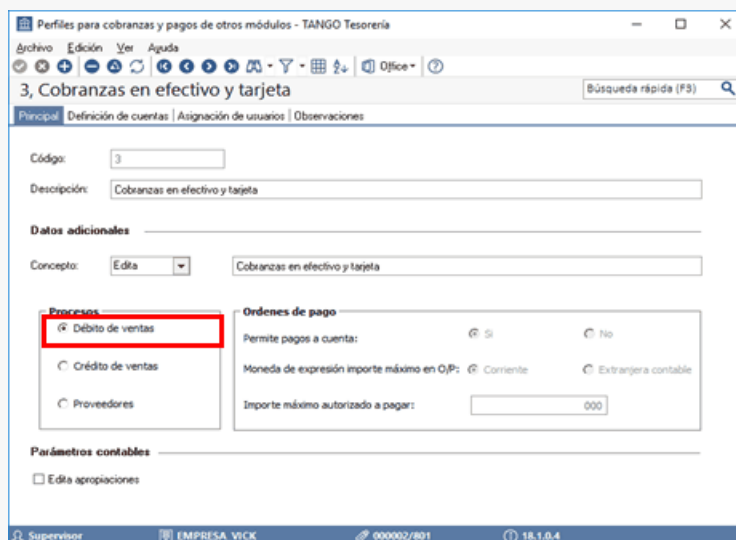 Perfiles para cobranzas y pagos de otros módulos - TANGO Tesorería
Archivo Edición Ver Ayuda
Office
3, Cobranzas en efectivo y tarjeta
Búsqueda rápida (F3)
Principal Definición de cuentas Asignación de usuarios Observaciones
Código: 3
Descripción: Cobranzas en efectivo y tarjeta
Datos adicionales
Concepto: Edita Cobranzas en efectivo y tarjeta
Procesos
Débito de ventas
Crédito de ventas
Proveedores
Ordenes de pago
Permite pagos a cuenta: Si No
Moneda de expresión importe máximo en O/P: Corriente Extranjera contable
Importe máximo autorizado a pagar: 000
Parámetros contables
Edita apropiaciones
Supervisor EMPRESA_VICK 000002/801 18.1.0.4